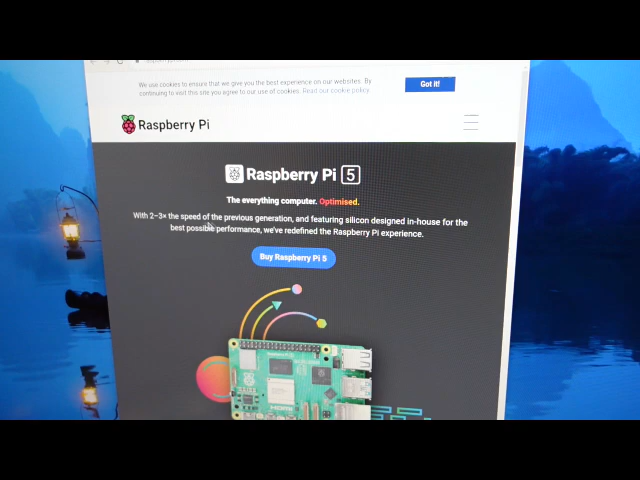 We use cookies to ensure that we give you the best experience on our websites. By
continuing to visit this site you agree to our use of cookies. Read our cookie policy.
Got it!
Raspberry Pi
Raspberry Pi 5
The everything computer. Optimised.
With 2–3× the speed of the previous generation, and featuring silicon designed in-house for the
best possible performance, we've redefined the Raspberry Pi experience.
Buy Raspberry Pi 5
HDMI